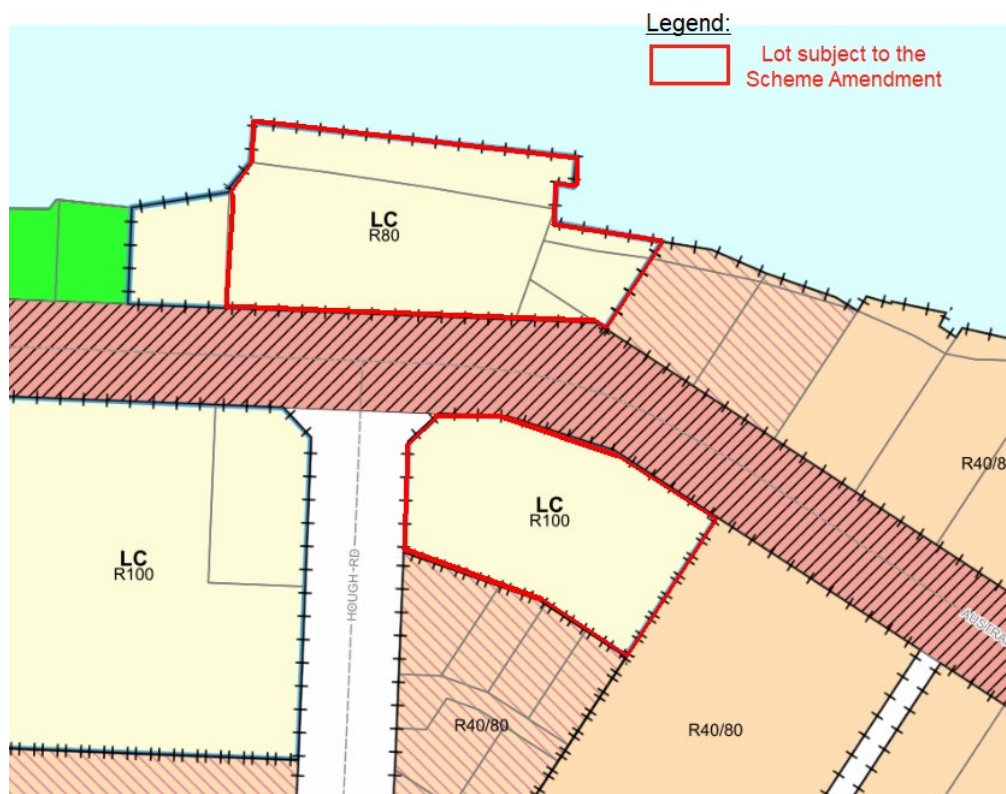 Legend:
Lot subject to the
Scheme Amendment
LC
R80
R40/8
LC
R100
LC
R100
HOUGH RD
AUSTRA
R40/80
R40/80